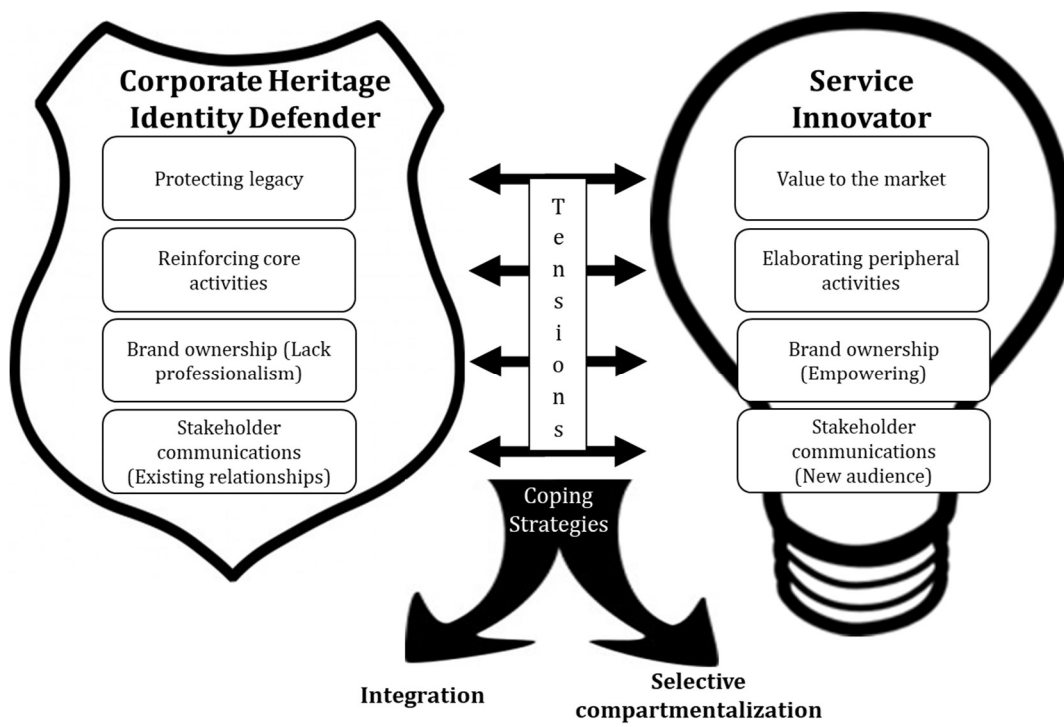 Corporate Heritage
Identity Defender
Protecting legacy
Reinforcing core
activities
Brand ownership (Lack
professionalism)
Stakeholder
communications
(Existing relationships)
Tensions
Service
Innovator
Value to the market
Elaborating peripheral
activities
Brand ownership
(Empowering)
Stakeholder
communications
(New audience)
Coping
Strategies
Integration
Selective
compartmentalization